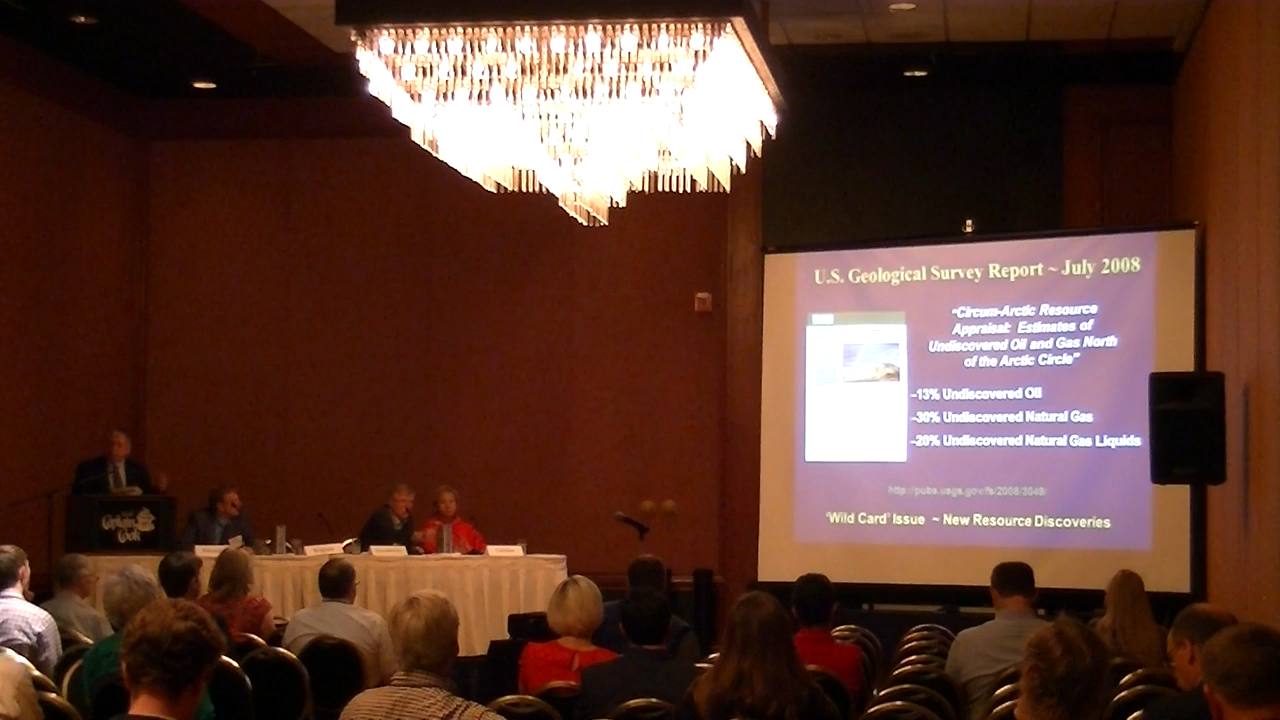 U.S. Geological Survey Report ~ July 2008
"Circum-Arctic Resource
Appraisal: Estimates of
Undiscovered Oil and Gas North
of the Arctic Circle"
–13% Undiscovered Oil
–30% Undiscovered Natural Gas
–20% Undiscovered Natural Gas Liquids
http://pubs.usgs.gov/fs/2008/3049/
'Wild Card' Issue ~ New Resource Discoveries
Captain
Cook